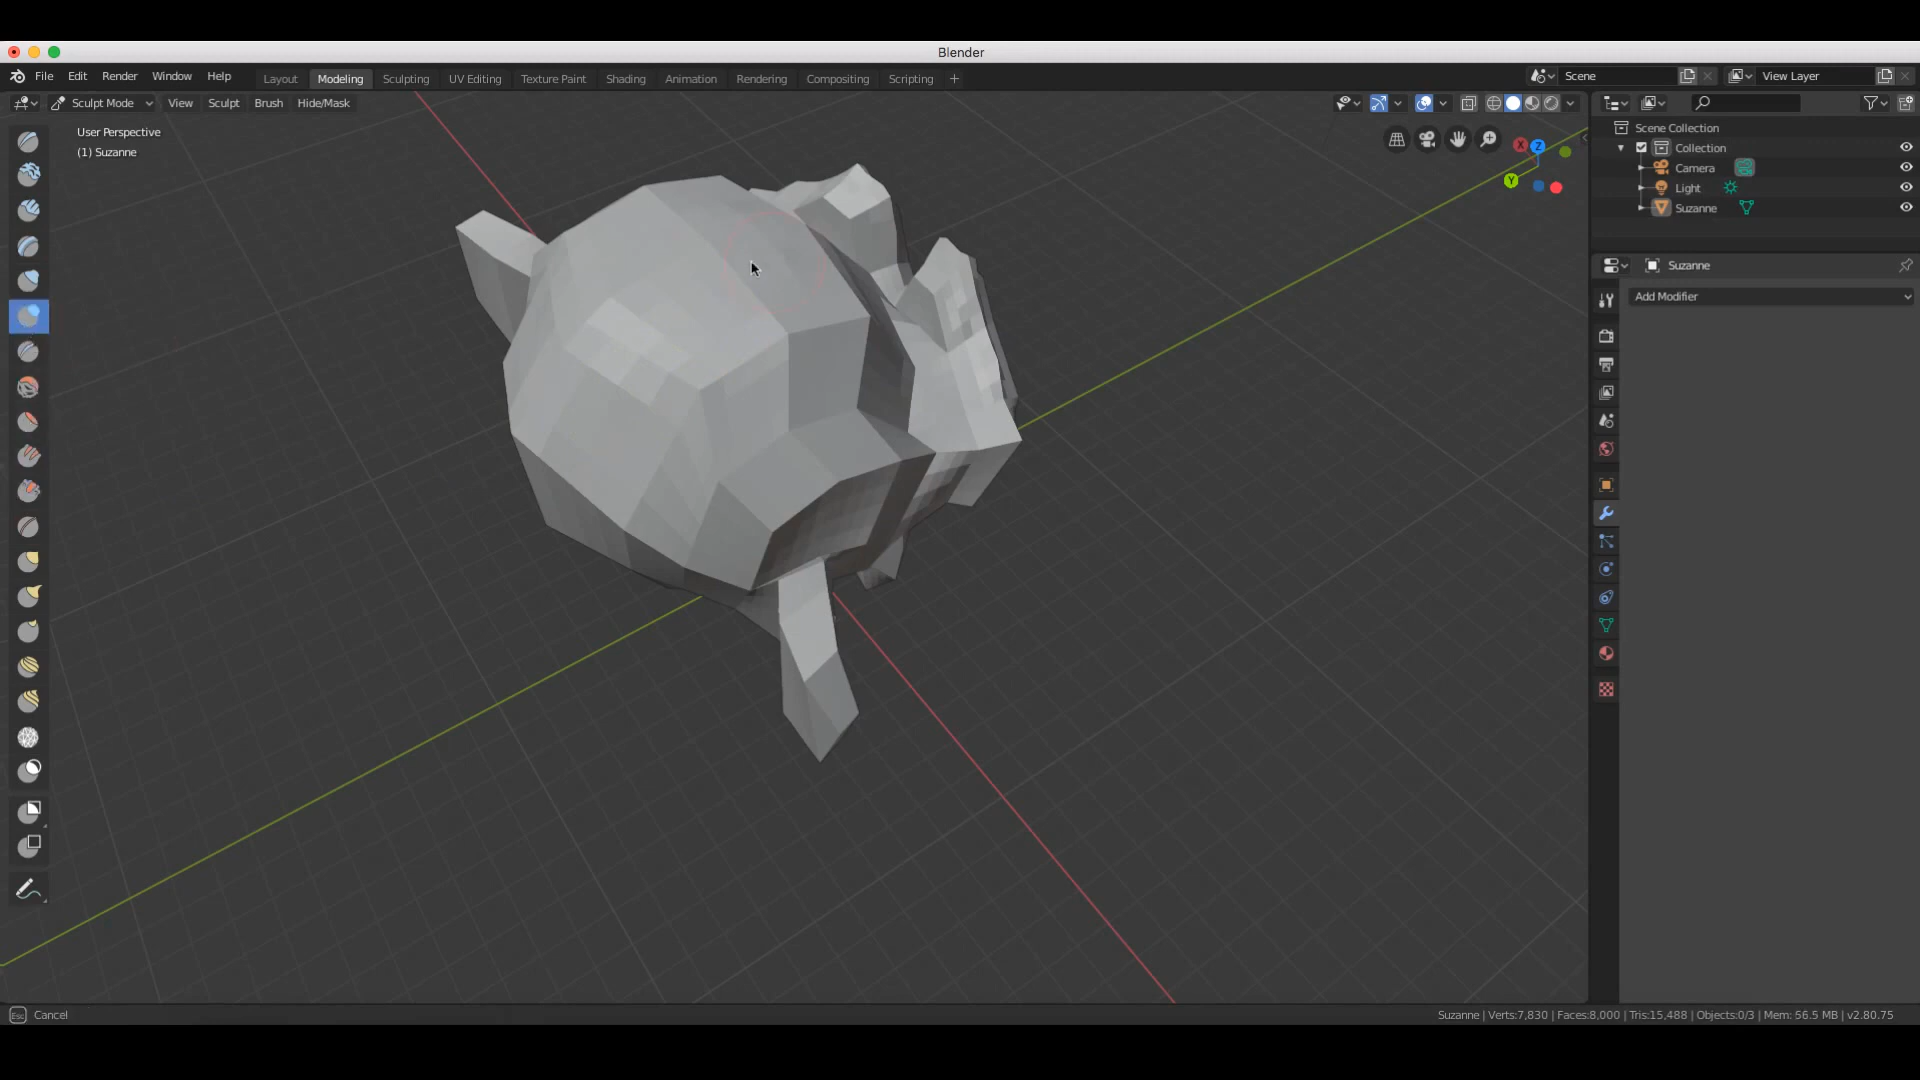 Blender
File Edit Render Window Help Layout Modeling Sculpting UV Editing Texture Paint Shading Animation Rendering Compositing Scripting + Scene View Layer
Sculpt Mode View Sculpt Brush Hide/Mask
User Perspective
(1) Suzanne
X Z
Y
Scene Collection
Collection
Camera
Light
Suzanne
Suzanne
Add Modifier
Esc Cancel
Suzanne | Verts:7,830 | Faces:8,000 | Tris:15,488 | Objects:0/3 | Mem: 56.5 MB | v2.80.75